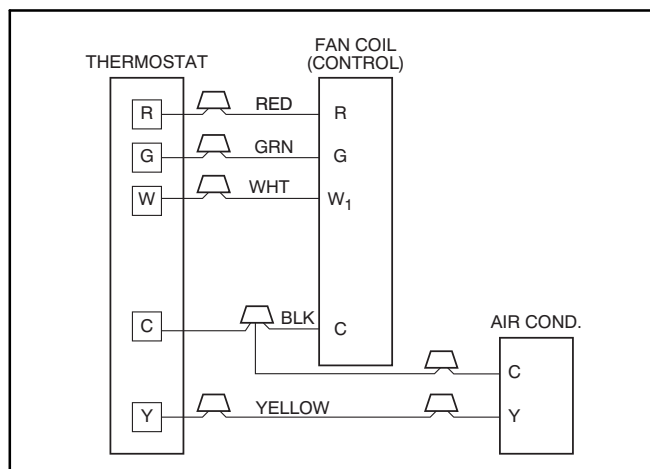 FAN COIL
(CONTROL)
THERMOSTAT
R RED R
G GRN G
W WHT W₁
C BLK C
AIR COND.
C
Y YELLOW Y